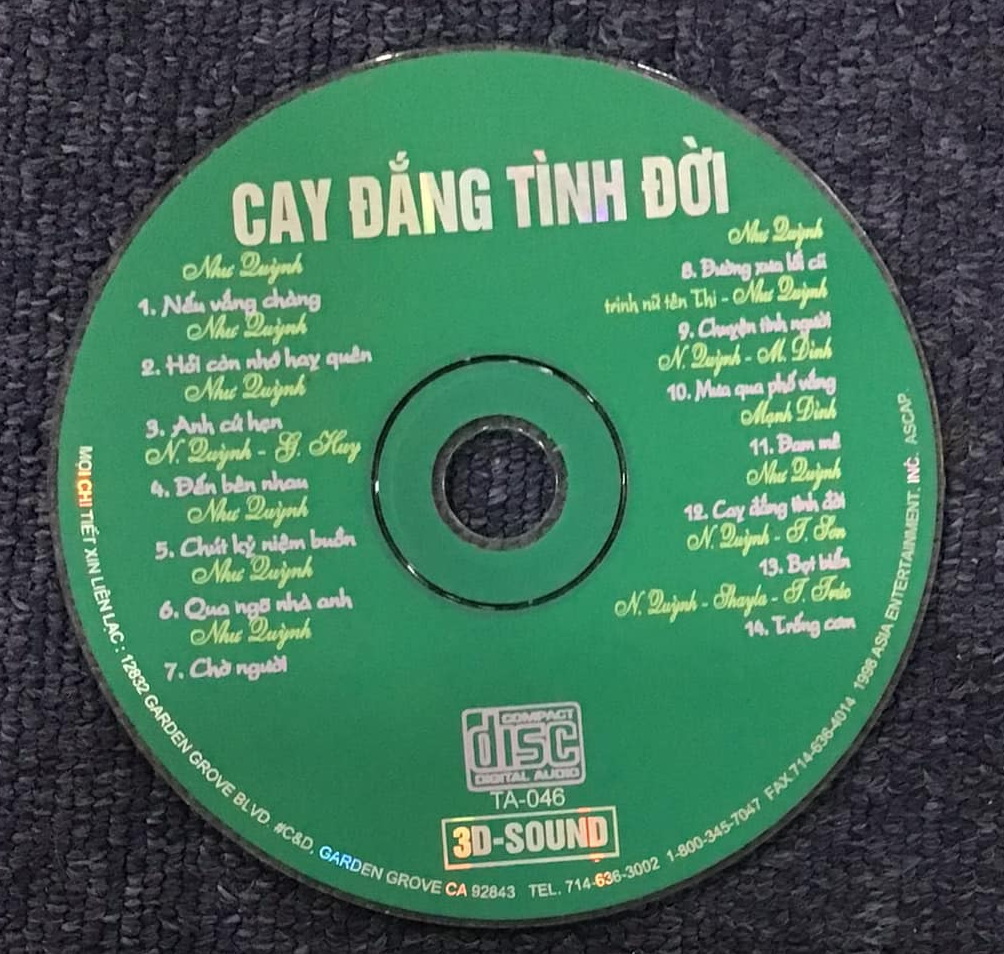 CAY ĐẮNG TÌNH ĐỜI
Như Quỳnh
1. Nếu vắng chàng
Như Quỳnh
2. Hỏi còn nhớ hay quên
Như Quỳnh
3. Anh cứ hẹn
N. Quỳnh - G. Huy
4. Đến bên nhau
Như Quỳnh
5. Chút kỷ niệm buồn
Như Quỳnh
6. Qua ngõ nhà anh
Như Quỳnh
7. Chờ người
Như Quỳnh
8. Đường xưa lối cũ
trinh nữ tên Thi - Như Quỳnh
9. Chuyện tình người
N. Quỳnh - M. Đình
10. Mưa qua phố vắng
Mạnh Đình
11. Đam mê
Như Quỳnh
12. Cay đắng tình đời
N. Quỳnh - T. Sơn
13. Bọt biển
N. Quỳnh - Shayla - T. Trúc
14. Trống cơm
COMPACT
disc
DIGITAL AUDIO
TA-046
3D-SOUND
MỌI CHI TIẾT XIN LIÊN LẠC : 12832 GARDEN GROVE BLVD. #C&D, GARDEN GROVE CA 92843 TEL. 714-636-3002 1-800-345-7047 FAX.714-636-4014 1998 ASIA ENTERTAINMENT. INC. ASCAP.